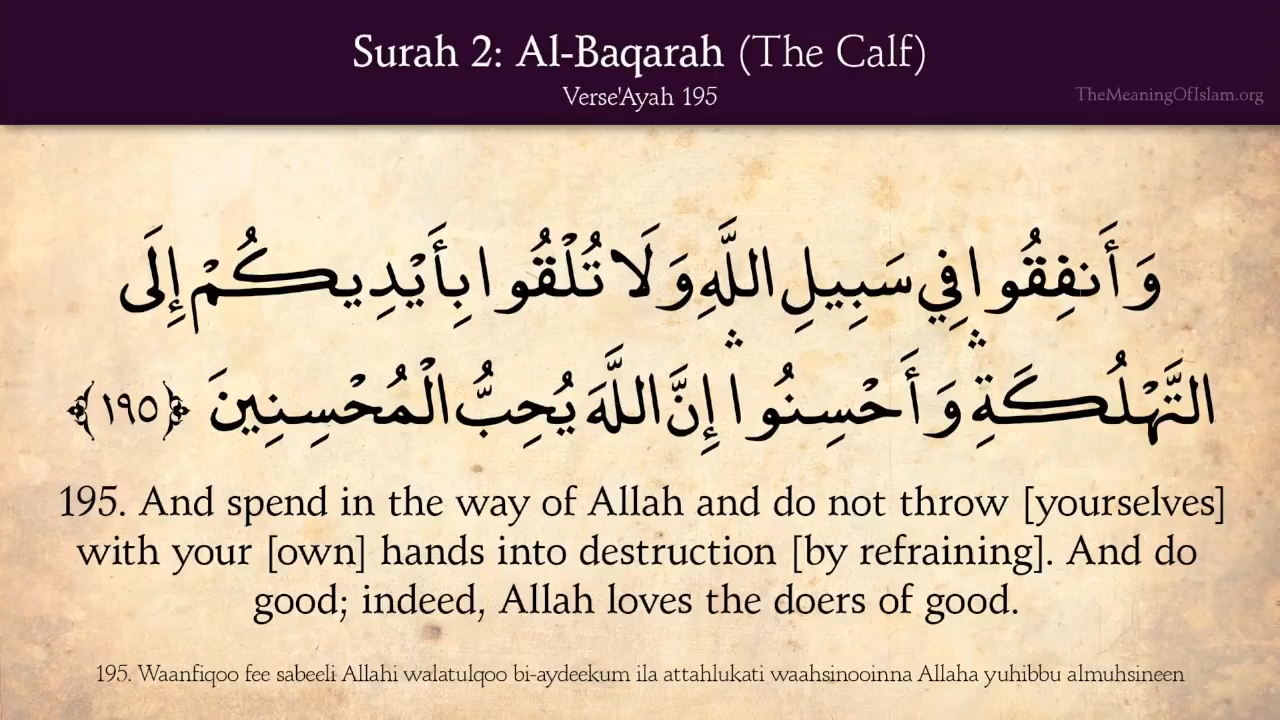 Surah 2: Al-Baqarah (The Calf)
Verse'Ayah 195
TheMeaningOfIslam.org
وَأَنفِقُوا فِي سَبِيلِ اللَّهِ وَلَا تُلْقُوا بِأَيْدِيكُمْ إِلَى
التَّهْلُكَةِ ۛ وَأَحْسِنُوا ۛ إِنَّ اللَّهَ يُحِبُّ الْمُحْسِنِينَ ﴿١٩٥﴾
195. And spend in the way of Allah and do not throw [yourselves]
with your [own] hands into destruction [by refraining]. And do
good; indeed, Allah loves the doers of good.
195. Waanfiqoo fee sabeeli Allahi walatulqoo bi-aydeekum ila attahlukati waahsinooinna Allaha yuhibbu almuhsineen